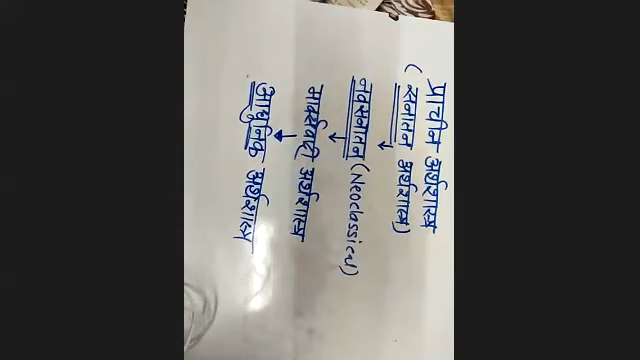 प्राचीन अर्थशास्त्र
( सनातन अर्थशास्त्र)
↓
नवसनातन (Neoclassical)
↓
मार्क्सवादी अर्थशास्त्र
↓
आधुनिक अर्थशास्त्र